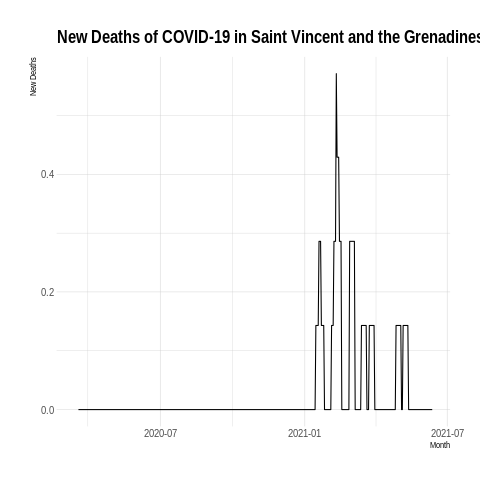 New Deaths of COVID-19 in Saint Vincent and the Grenadines
New Deaths
0.4
0.2
0.0
2020-07
2021-01
2021-07
Month